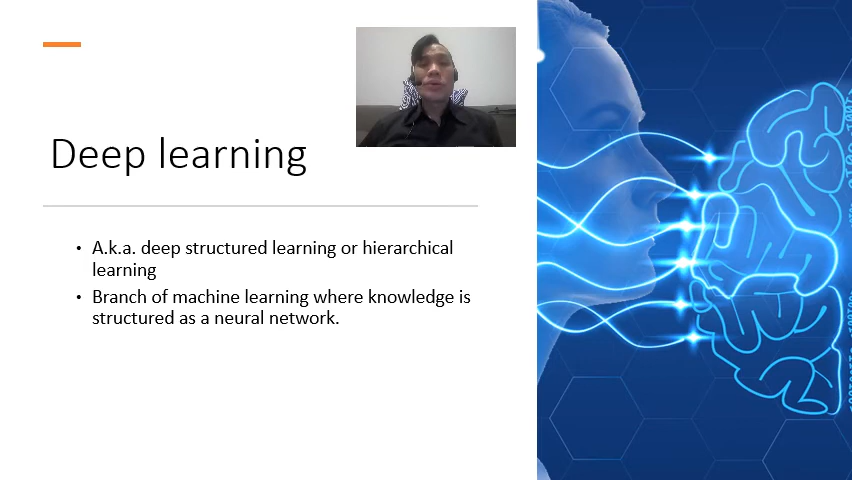 Deep learning
• A.k.a. deep structured learning or hierarchical
learning
• Branch of machine learning where knowledge is
structured as a neural network.